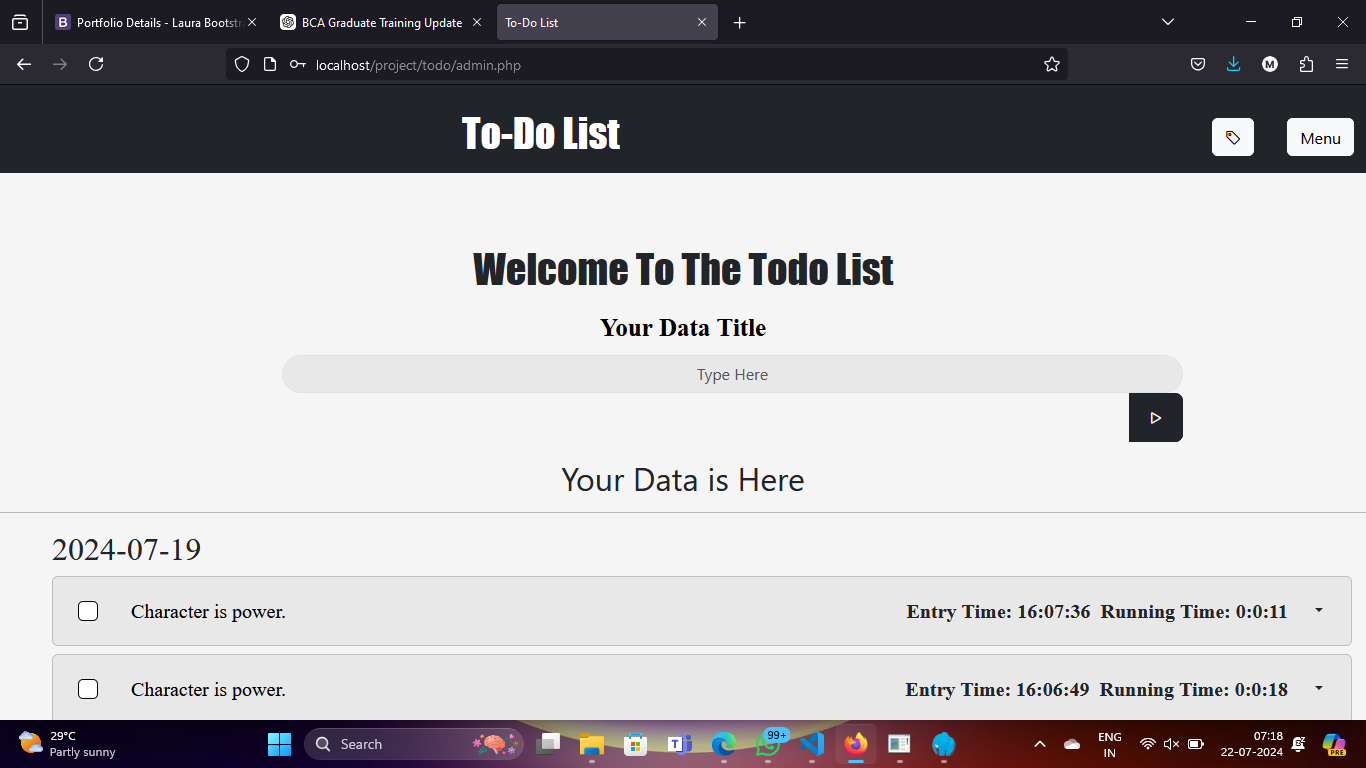 Portfolio Details - Laura Bootstr
BCA Graduate Training Update
To-Do List
localhost/project/todo/admin.php
To-Do List
Menu
Welcome To The Todo List
Your Data Title
Type Here
Your Data is Here
2024-07-19
Character is power. Entry Time: 16:07:36 Running Time: 0:0:11
Character is power. Entry Time: 16:06:49 Running Time: 0:0:18
29°C
Partly sunny
Search
99+
ENG
IN
07:18
22-07-2024
PRE